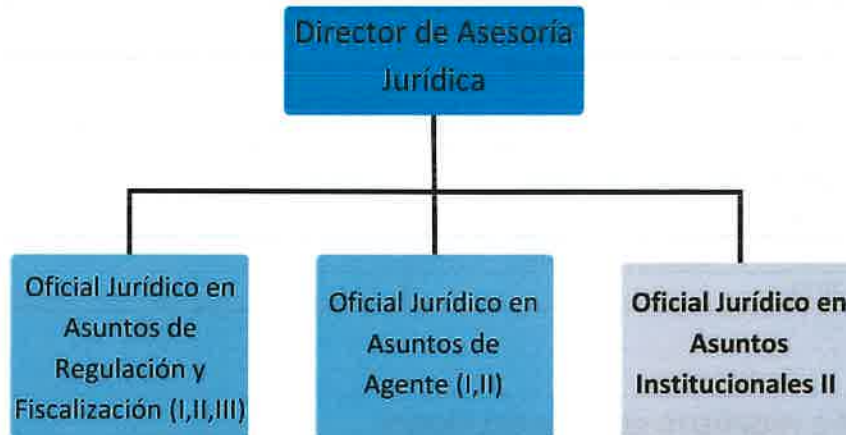 Director de Asesoría
Jurídica
Oficial Jurídico en
Asuntos de
Regulación y
Fiscalización (I,II,III)
Oficial Jurídico en
Asuntos de
Agente (I,II)
Oficial Jurídico en
Asuntos
Institucionales II